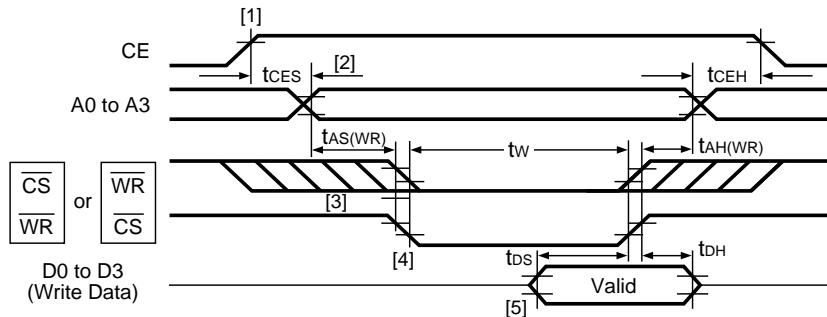 [1]
CE
tCES
[2]
tCEH
A0 to A3
tAS(WR)
tW
tAH(WR)
CS
WR
or
WR
CS
[3]
[4]
tDS
tDH
D0 to D3
(Write Data)
[5]
Valid